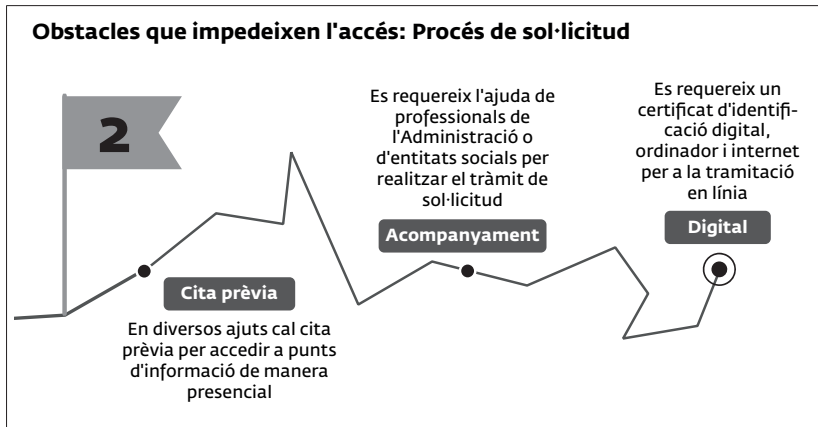 Obstacles que impedeixen l'accés: Procés de sol·licitud
2
Cita prèvia
En diversos ajuts cal cita
prèvia per accedir a punts
d'informació de manera
presencial
Es requereix l'ajuda de
professionals de
l'Administració o
d'entitats socials per
realitzar el tràmit de
sol·licitud
Acompanyament
Es requereix un
certificat d'identifi-
cació digital,
ordinador i internet
per a la tramitació
en línia
Digital